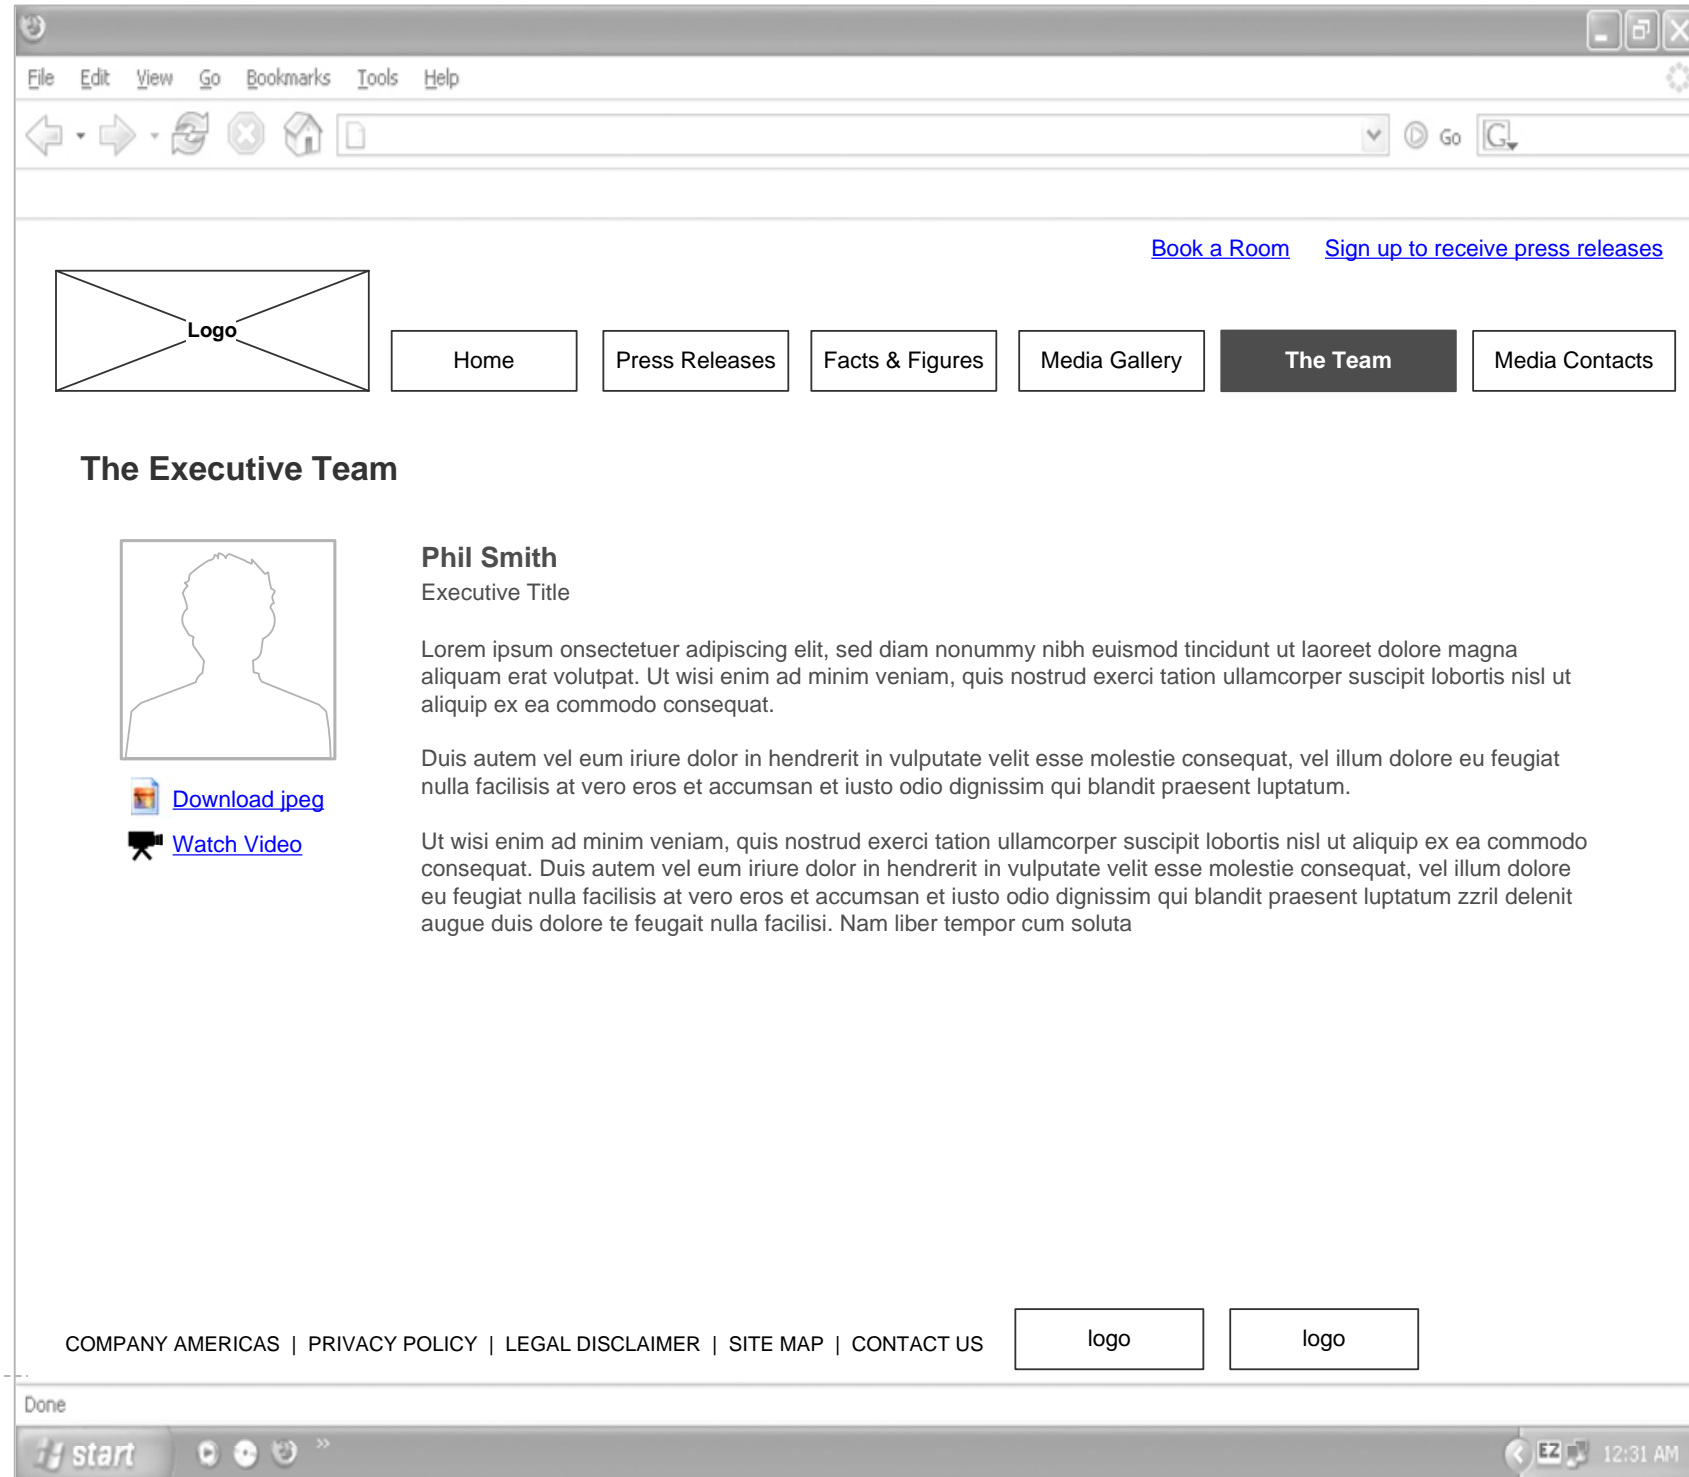 File Edit View Go Bookmarks Tools Help
Go G
Book a Room Sign up to receive press releases
Logo
Home Press Releases Facts & Figures Media Gallery The Team Media Contacts
The Executive Team
Phil Smith
Executive Title
Lorem ipsum onsectetuer adipiscing elit, sed diam nonummy nibh euismod tincidunt ut laoreet dolore magna
aliquam erat volutpat. Ut wisi enim ad minim veniam, quis nostrud exerci tation ullamcorper suscipit lobortis nisl ut
aliquip ex ea commodo consequat.
Duis autem vel eum iriure dolor in hendrerit in vulputate velit esse molestie consequat, vel illum dolore eu feugiat
nulla facilisis at vero eros et accumsan et iusto odio dignissim qui blandit praesent luptatum.
Download jpeg
Watch Video
Ut wisi enim ad minim veniam, quis nostrud exerci tation ullamcorper suscipit lobortis nisl ut aliquip ex ea commodo
consequat. Duis autem vel eum iriure dolor in hendrerit in vulputate velit esse molestie consequat, vel illum dolore
eu feugiat nulla facilisis at vero eros et accumsan et iusto odio dignissim qui blandit praesent luptatum zzril delenit
augue duis dolore te feugait nulla facilisi. Nam liber tempor cum soluta
COMPANY AMERICAS | PRIVACY POLICY | LEGAL DISCLAIMER | SITE MAP | CONTACT US logo logo
Done
start » EZ 12:31 AM